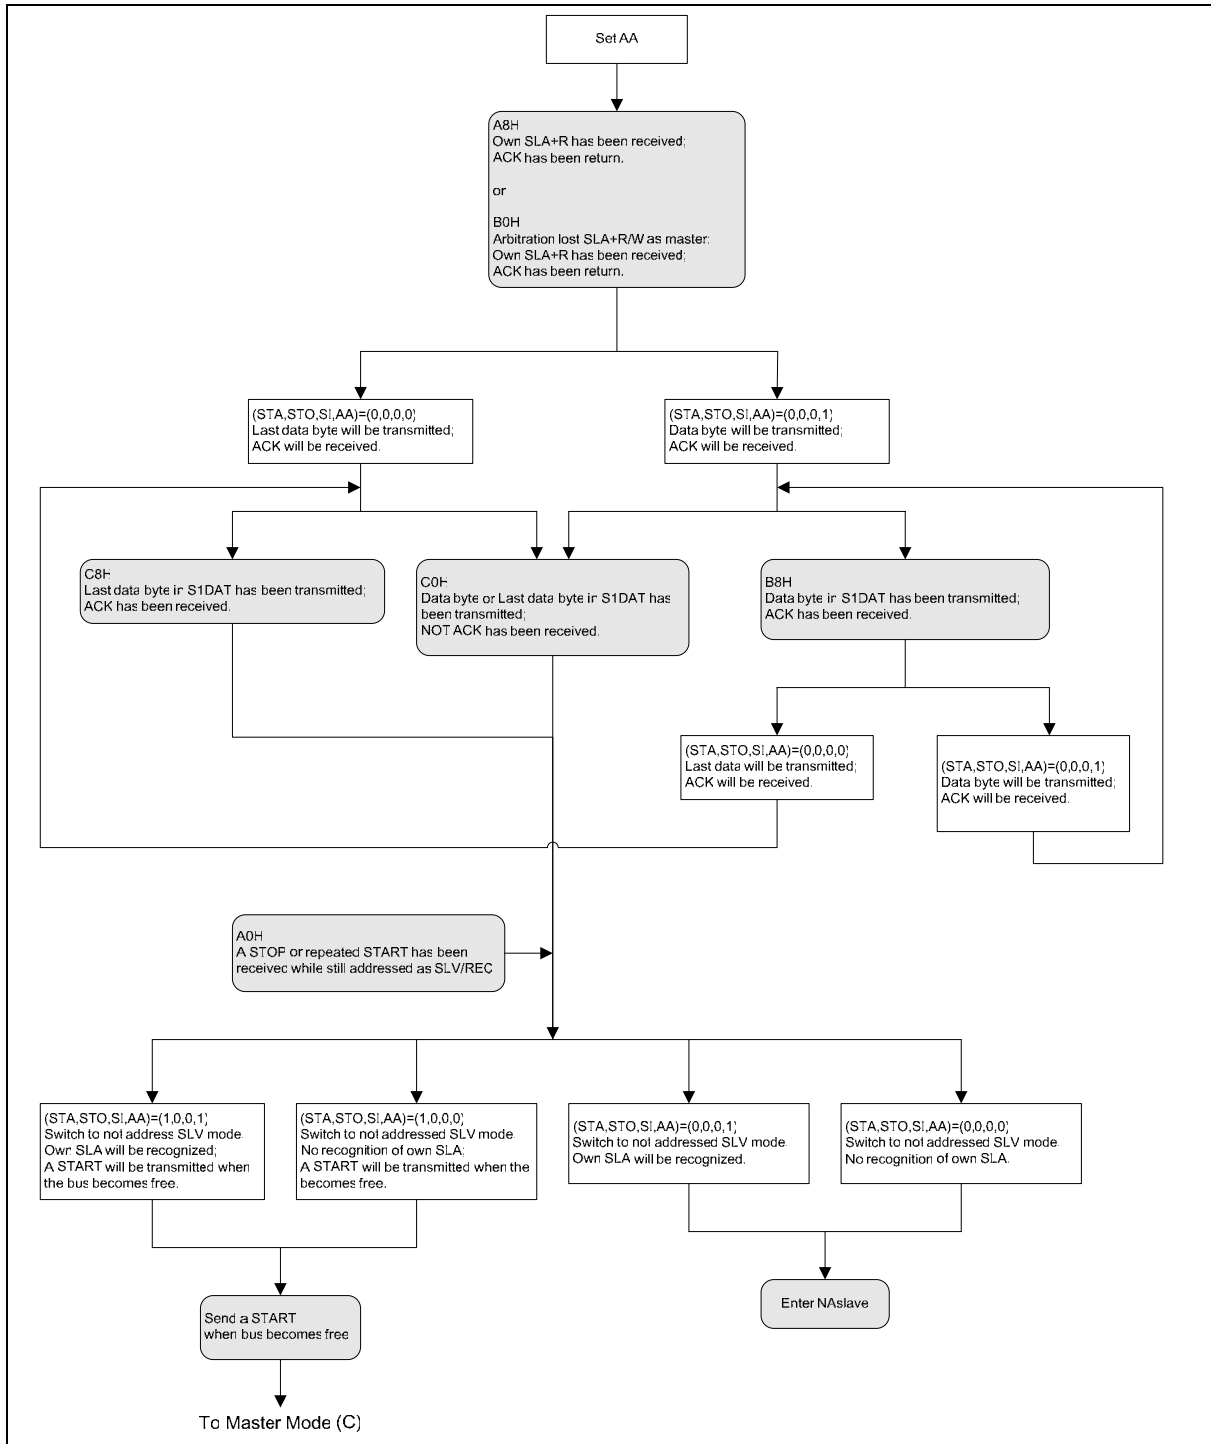 Set AA
A8H
Own SLA+R has been received;
ACK has been return.
or
B0H
Arbitration lost SLA+R/W as master;
Own SLA+R has been received;
ACK has been return.
(STA,STO,SI,AA)=(0,0,0,0)
Last data byte will be transmitted;
ACK will be received.
(STA,STO,SI,AA)=(0,0,0,1)
Data byte will be transmitted;
ACK will be received.
C8H
Last data byte in S1DAT has been transmitted;
ACK has been received.
C0H
Data byte or Last data byte in S1DAT has
been transmitted;
NOT ACK has been received.
B8H
Data byte in S1DAT has been transmitted;
ACK has been received.
(STA,STO,SI,AA)=(0,0,0,0)
Last data will be transmitted;
ACK will be received.
(STA,STO,SI,AA)=(0,0,0,1)
Data byte will be transmitted;
ACK will be received.
A0H
A STOP or repeated START has been
received while still addressed as SLV/REC
(STA,STO,SI,AA)=(1,0,0,1)
Switch to not address SLV mode.
Own SLA will be recognized;
A START will be transmitted when
the bus becomes free.
(STA,STO,SI,AA)=(1,0,0,0)
Switch to not addressed SLV mode.
No recognition of own SLA;
A START will be transmitted when the
becomes free.
(STA,STO,SI,AA)=(0,0,0,1)
Switch to not addressed SLV mode.
Own SLA will be recognized.
(STA,STO,SI,AA)=(0,0,0,0)
Switch to not addressed SLV mode.
No recognition of own SLA.
Send a START
when bus becomes free
Enter NAslave
To Master Mode (C)